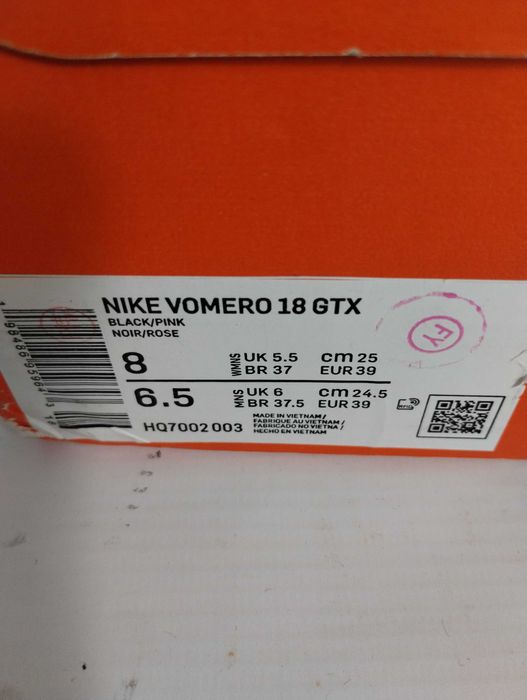 NIKE VOMERO 18 GTX
BLACK/PINK
NOIR/ROSE
8 WMNS UK 5.5 cm 25
BR 37 EUR 39
6.5 MNS UK 6 cm 24.5
BR 37.5 EUR 39
HQ7002 003
MADE IN VIETNAM /
FABRIQUE AU VIETNAM /
FABRICADO NO VIETNA /
HECHO EN VIETNAM
FY